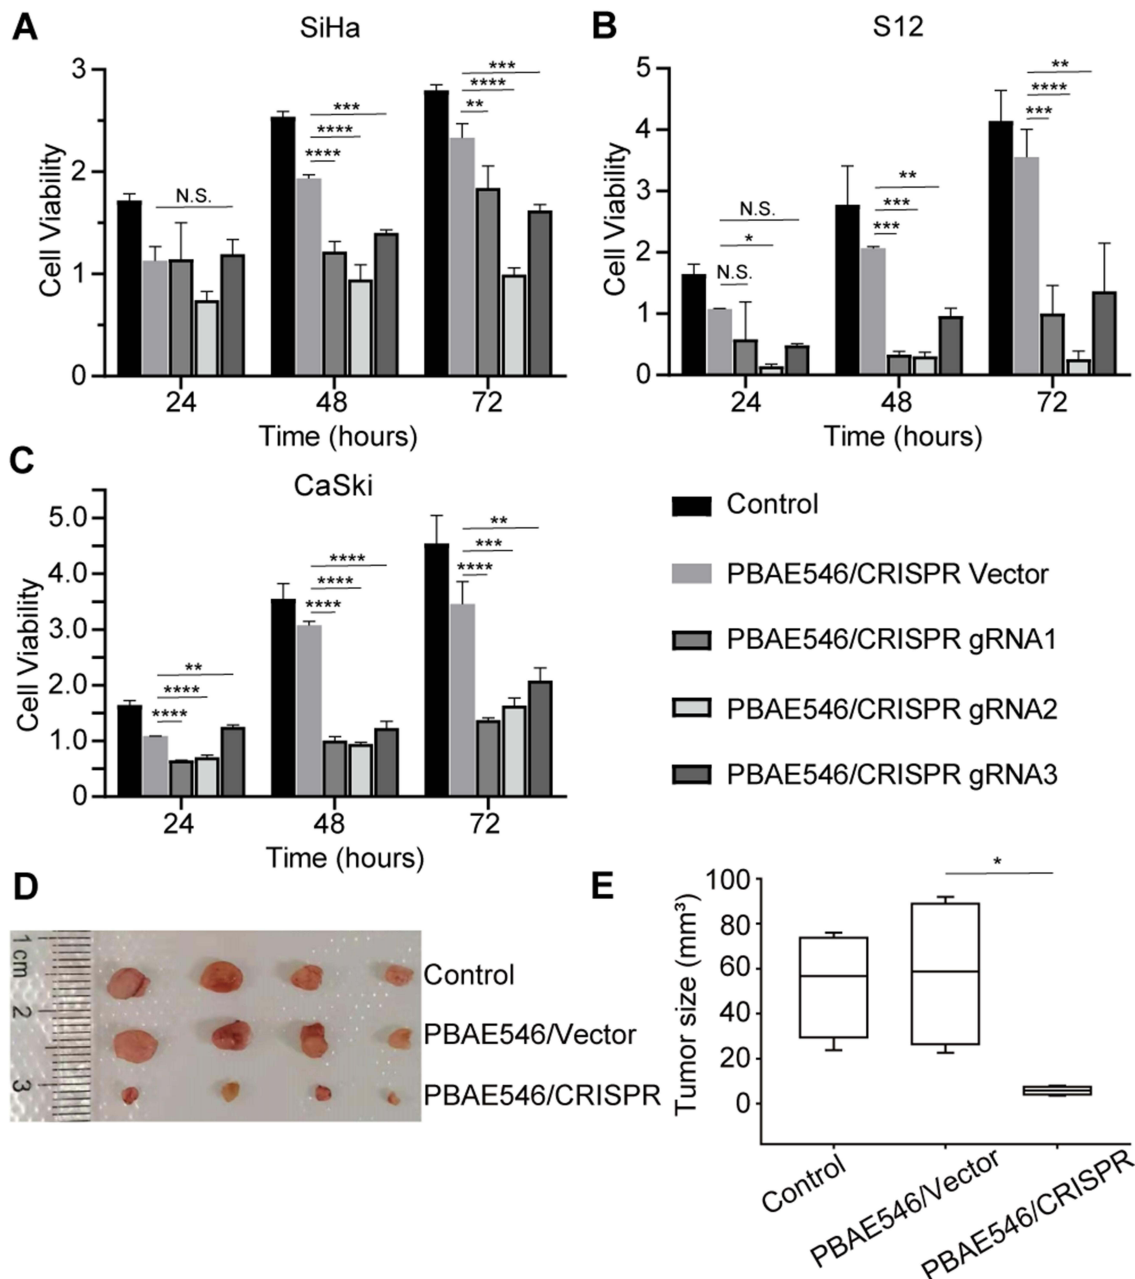 A
SiHa
Cell Viability
3
2
1
0
N.S.
***
****
****
***
****
**
24
48
72
Time (hours)
B
S12
Cell Viability
5
4
3
2
1
0
N.S.
*
N.S.
**
***
***
**
****
***
24
48
72
Time (hours)
C
CaSki
Cell Viability
5.0
4.0
3.0
2.0
1.0
0
**
****
****
****
****
****
**
***
****
24
48
72
Time (hours)
Control
PBAE546/CRISPR Vector
PBAE546/CRISPR gRNA1
PBAE546/CRISPR gRNA2
PBAE546/CRISPR gRNA3
D
1 cm
2
3
Control
PBAE546/Vector
PBAE546/CRISPR
E
Tumor size (mm³)
100
80
60
40
20
0
*
Control
PBAE546/Vector
PBAE546/CRISPR